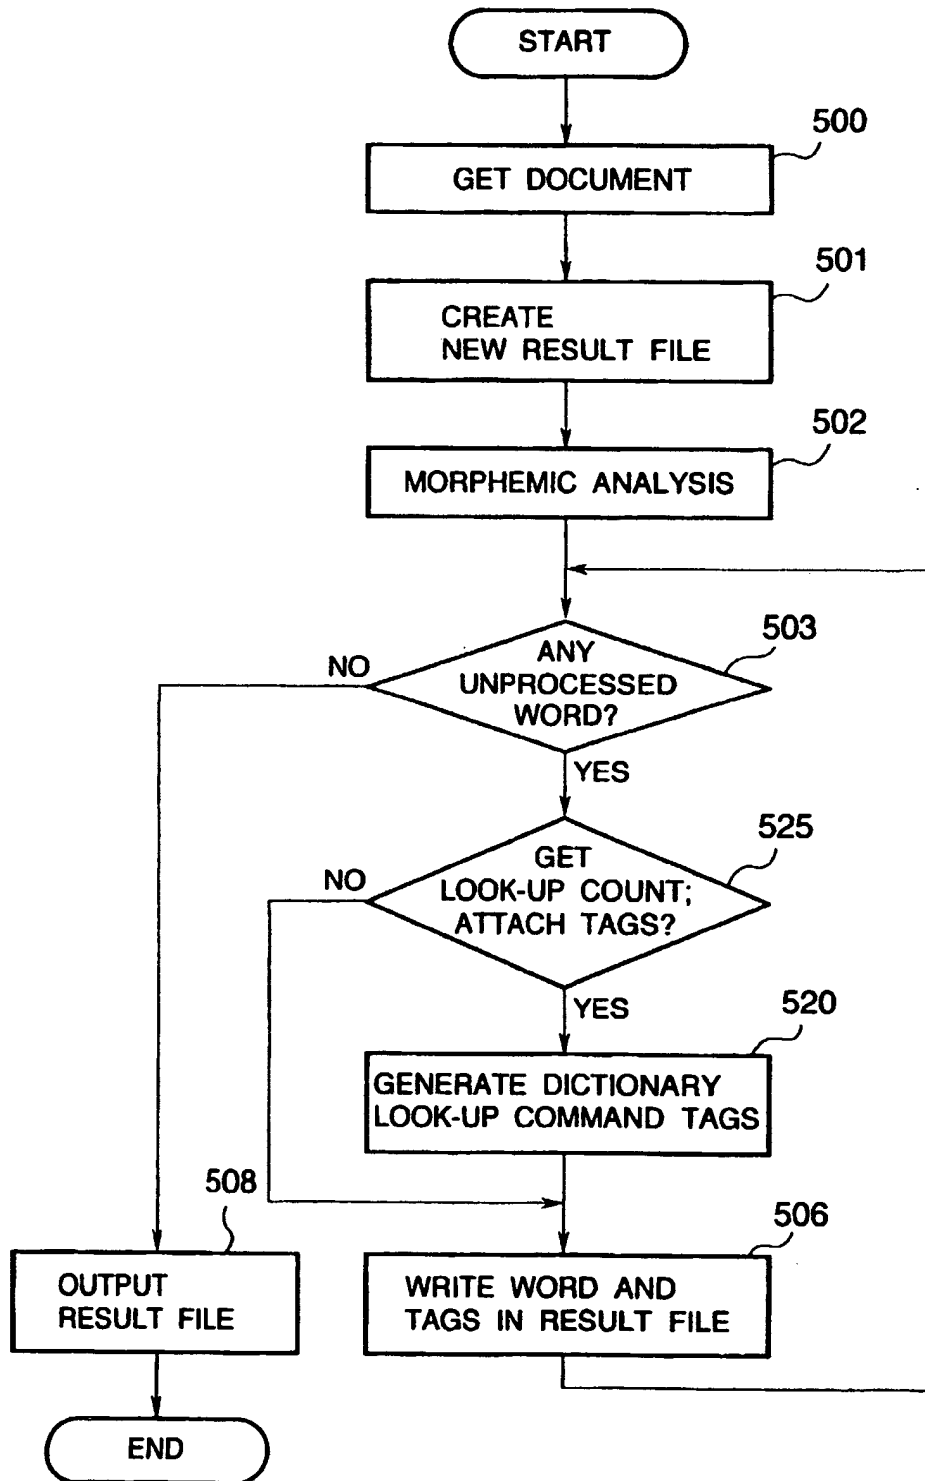 START
500
GET DOCUMENT
501
CREATE
NEW RESULT FILE
502
MORPHEMIC ANALYSIS
503
ANY
UNPROCESSED
WORD?
NO
YES
525
GET
LOOK-UP COUNT;
ATTACH TAGS?
NO
YES
520
GENERATE DICTIONARY
LOOK-UP COMMAND TAGS
508
OUTPUT
RESULT FILE
506
WRITE WORD AND
TAGS IN RESULT FILE
END